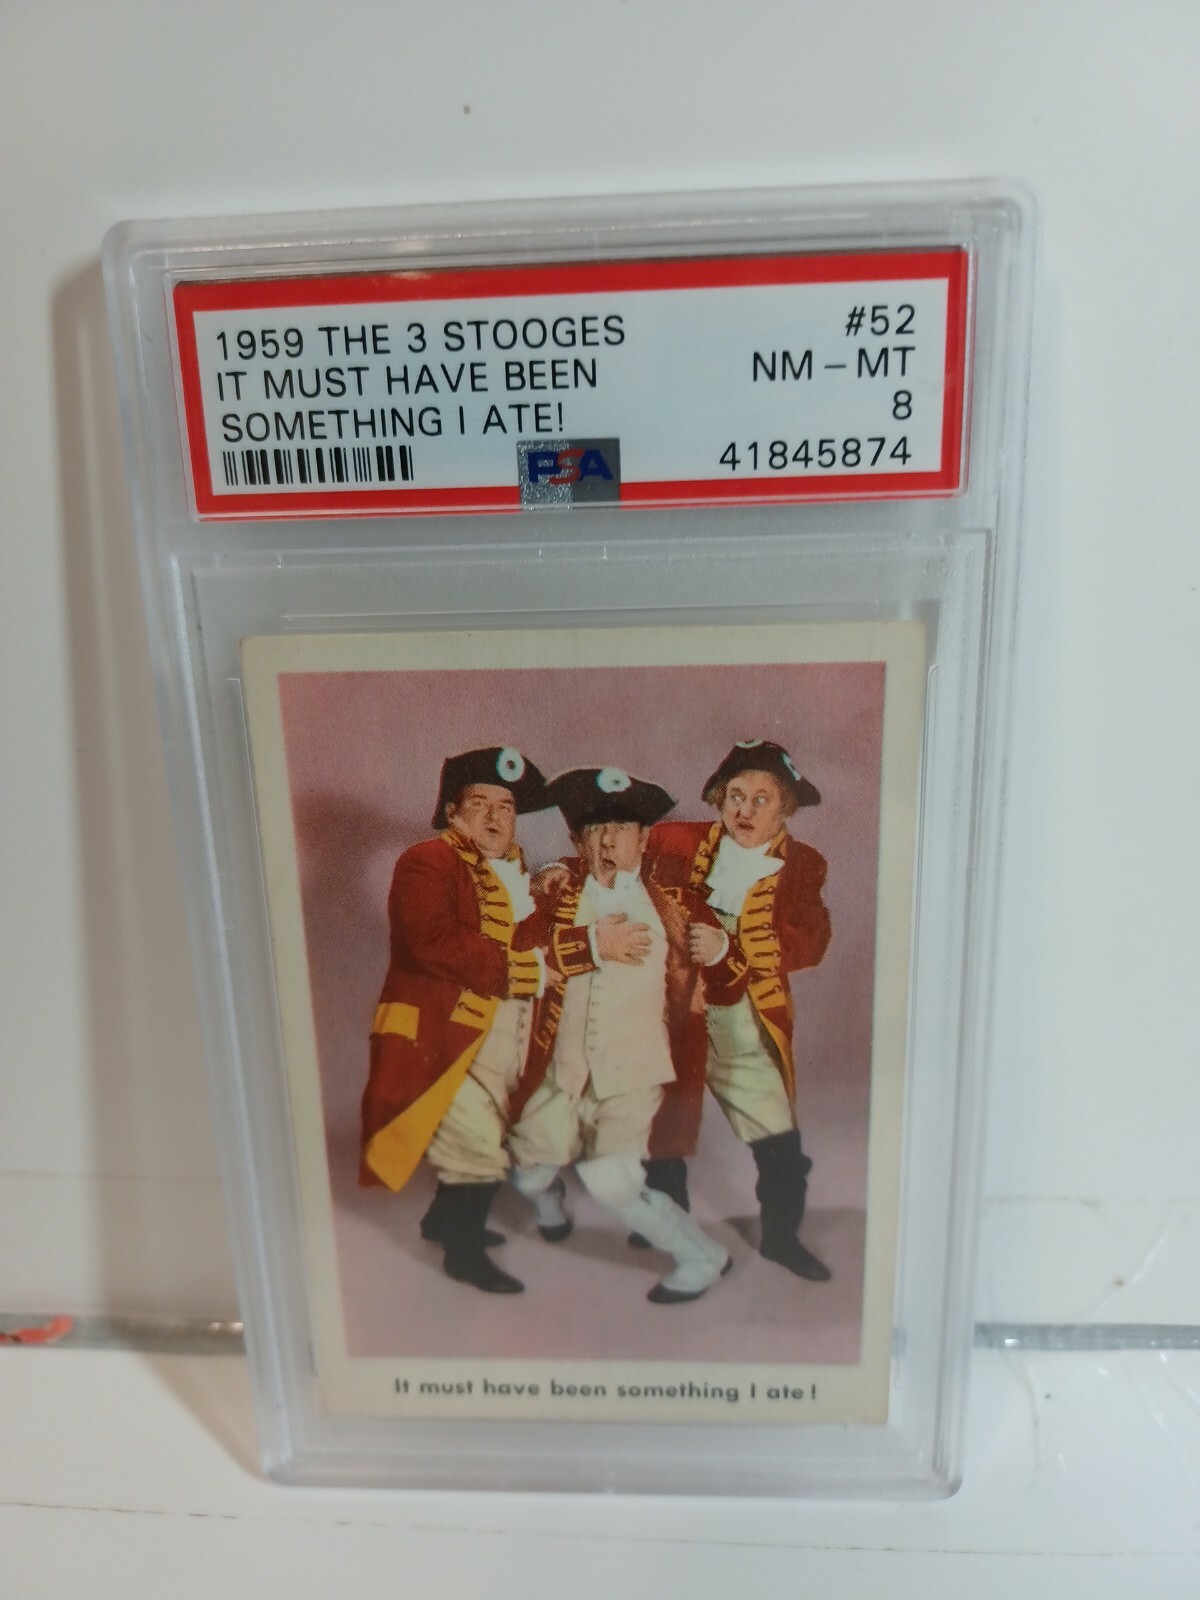 1959 THE 3 STOOGES #52
IT MUST HAVE BEEN NM - MT
SOMETHING I ATE! 8
PSA 41845874
It must have been something I ate!